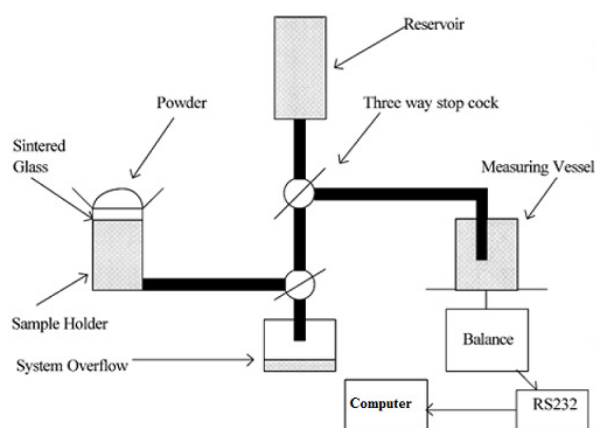 Reservoir
Powder
Three way stop cock
Sintered
Glass
Measuring Vessel
Sample Holder
Balance
System Overflow
Computer
RS232